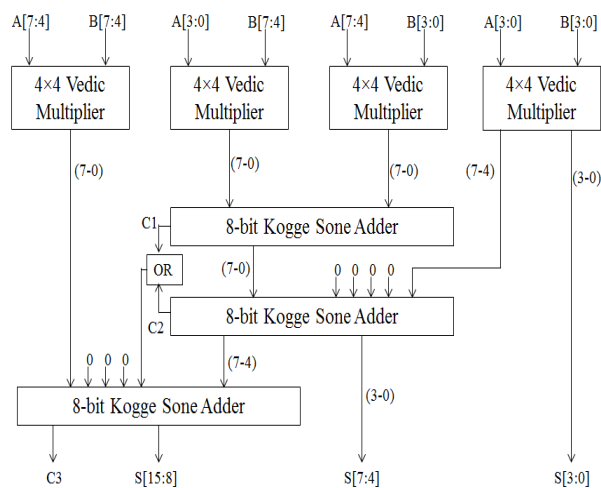 A[7:4] B[7:4] A[3:0] B[7:4] A[7:4] B[3:0] A[3:0] B[3:0]
4×4 Vedic Multiplier
4×4 Vedic Multiplier
4×4 Vedic Multiplier
4×4 Vedic Multiplier
(7-0) (7-0) (7-0) (7-4) (3-0)
C1 8-bit Kogge Sone Adder
OR (7-0) 0 0 0 0
C2 8-bit Kogge Sone Adder
0 0 0 (7-4)
8-bit Kogge Sone Adder (3-0)
C3 S[15:8] S[7:4] S[3:0]